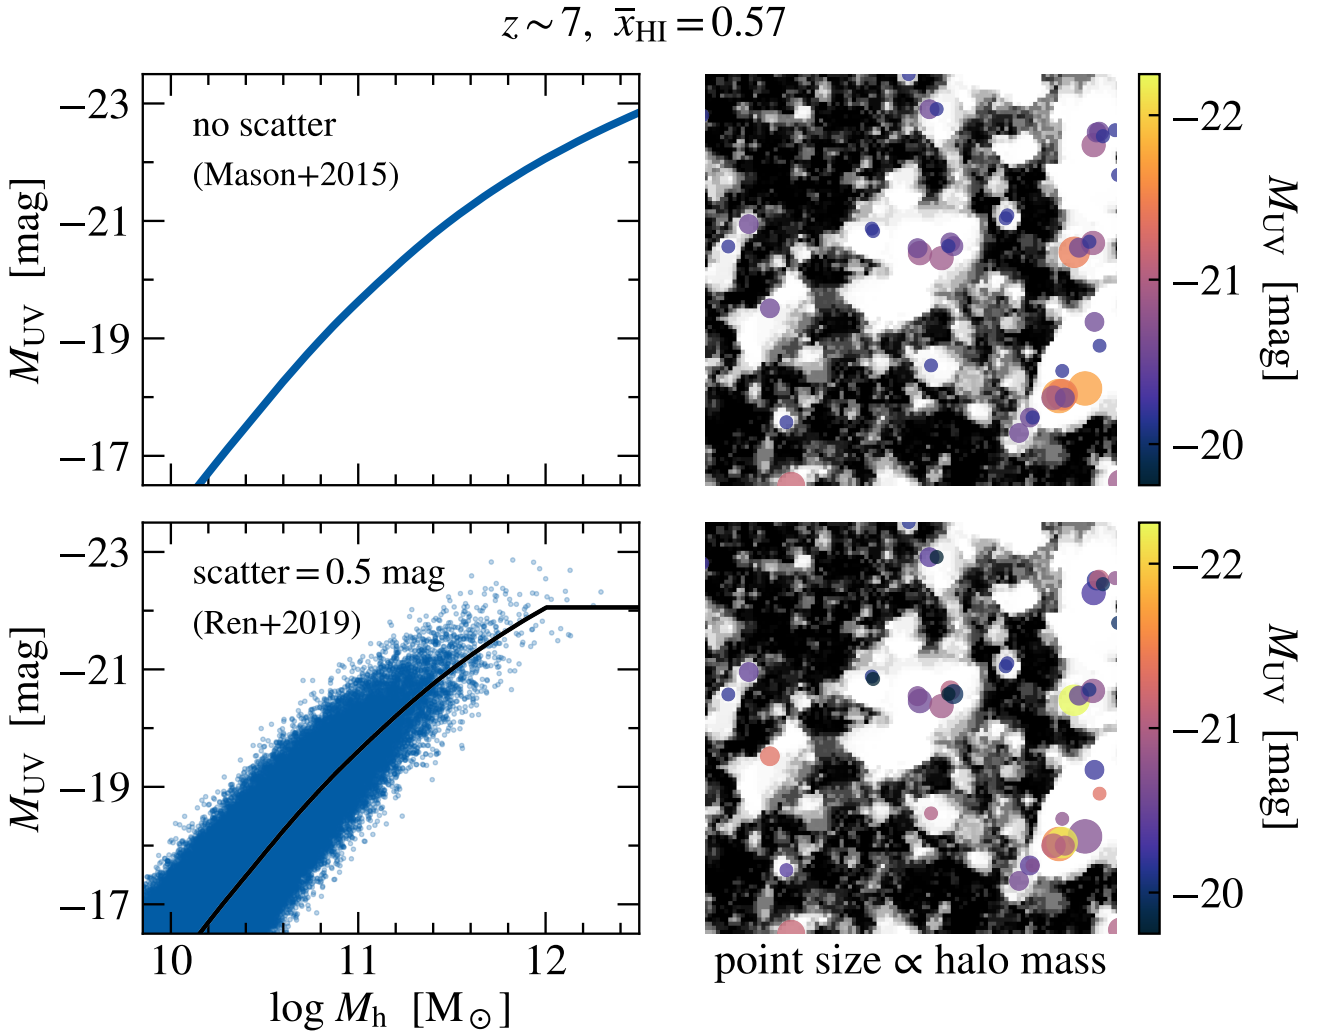 z ~ 7, x̄HI = 0.57
−23
−21
−19
−17
MUV [mag]
no scatter
(Mason+2015)
−22
−21
−20
MUV [mag]
−23
−21
−19
−17
MUV [mag]
scatter = 0.5 mag
(Ren+2019)
10 11 12
log Mh [M⊙]
−22
−21
−20
MUV [mag]
point size ∝ halo mass